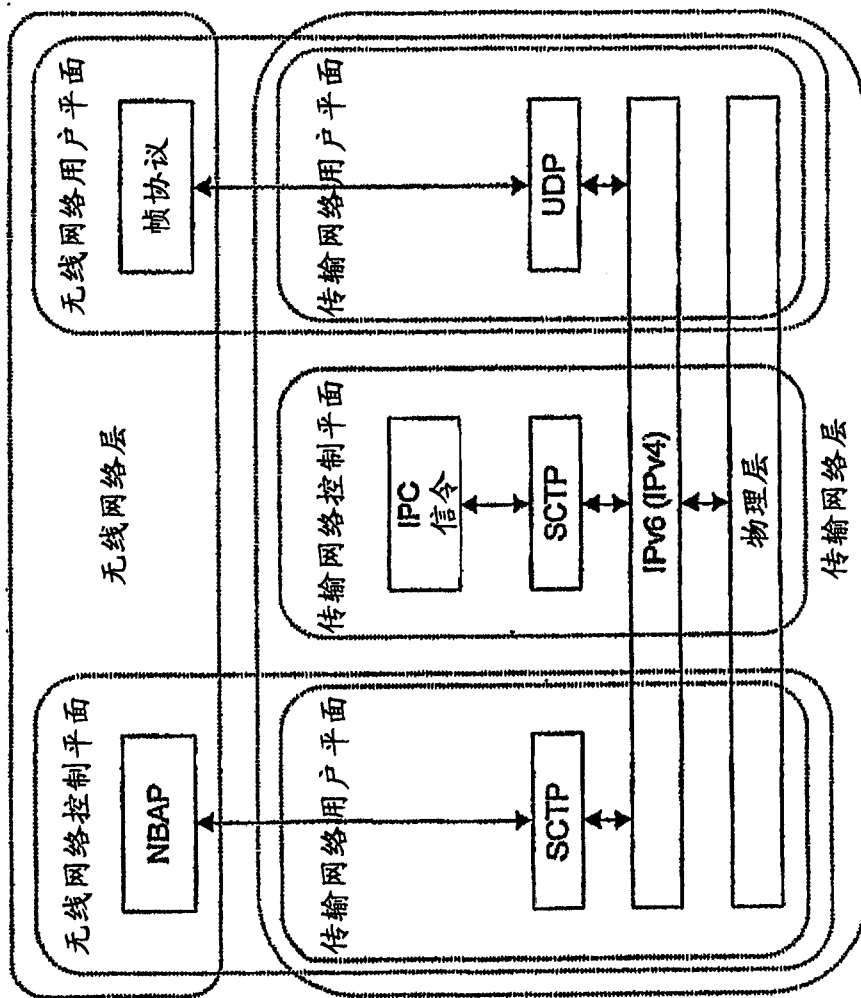 无线网络层
无线网络控制平面
NBAP
无线网络用户平面
帧协议
传输网络用户平面
SCTP
传输网络控制平面
IPC
信令
SCTP
传输网络用户平面
UDP
IPv6 (IPv4)
物理层
传输网络层